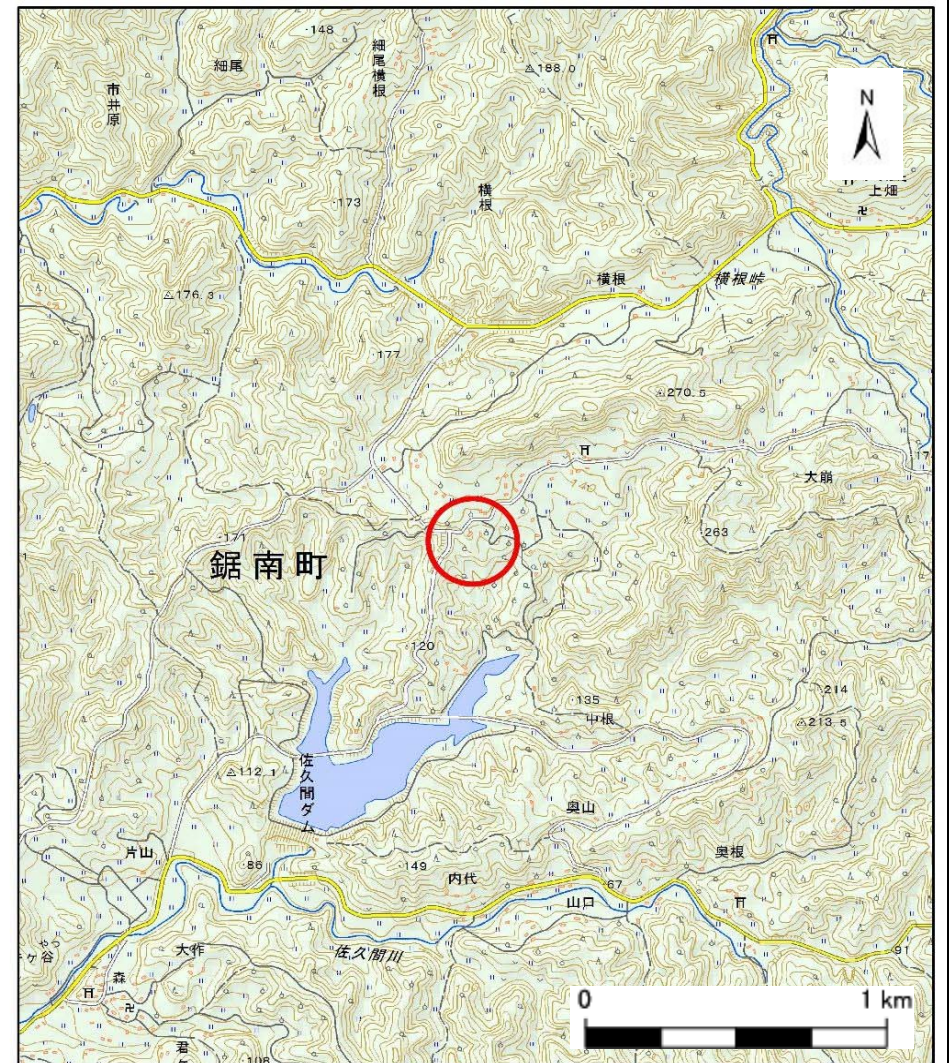 148
細尾
細尾横根
188.0
市井原
N
上畑
173
横根
横根
横根峠
176.3
177
270.5
大崩
171
263
鋸南町
120
135
中根
214
213.5
佐久間ダム
112.1
奥山
片山
86
149
内代
奥根
67
山口
91
大作
佐久間川
森
0
1 km
108